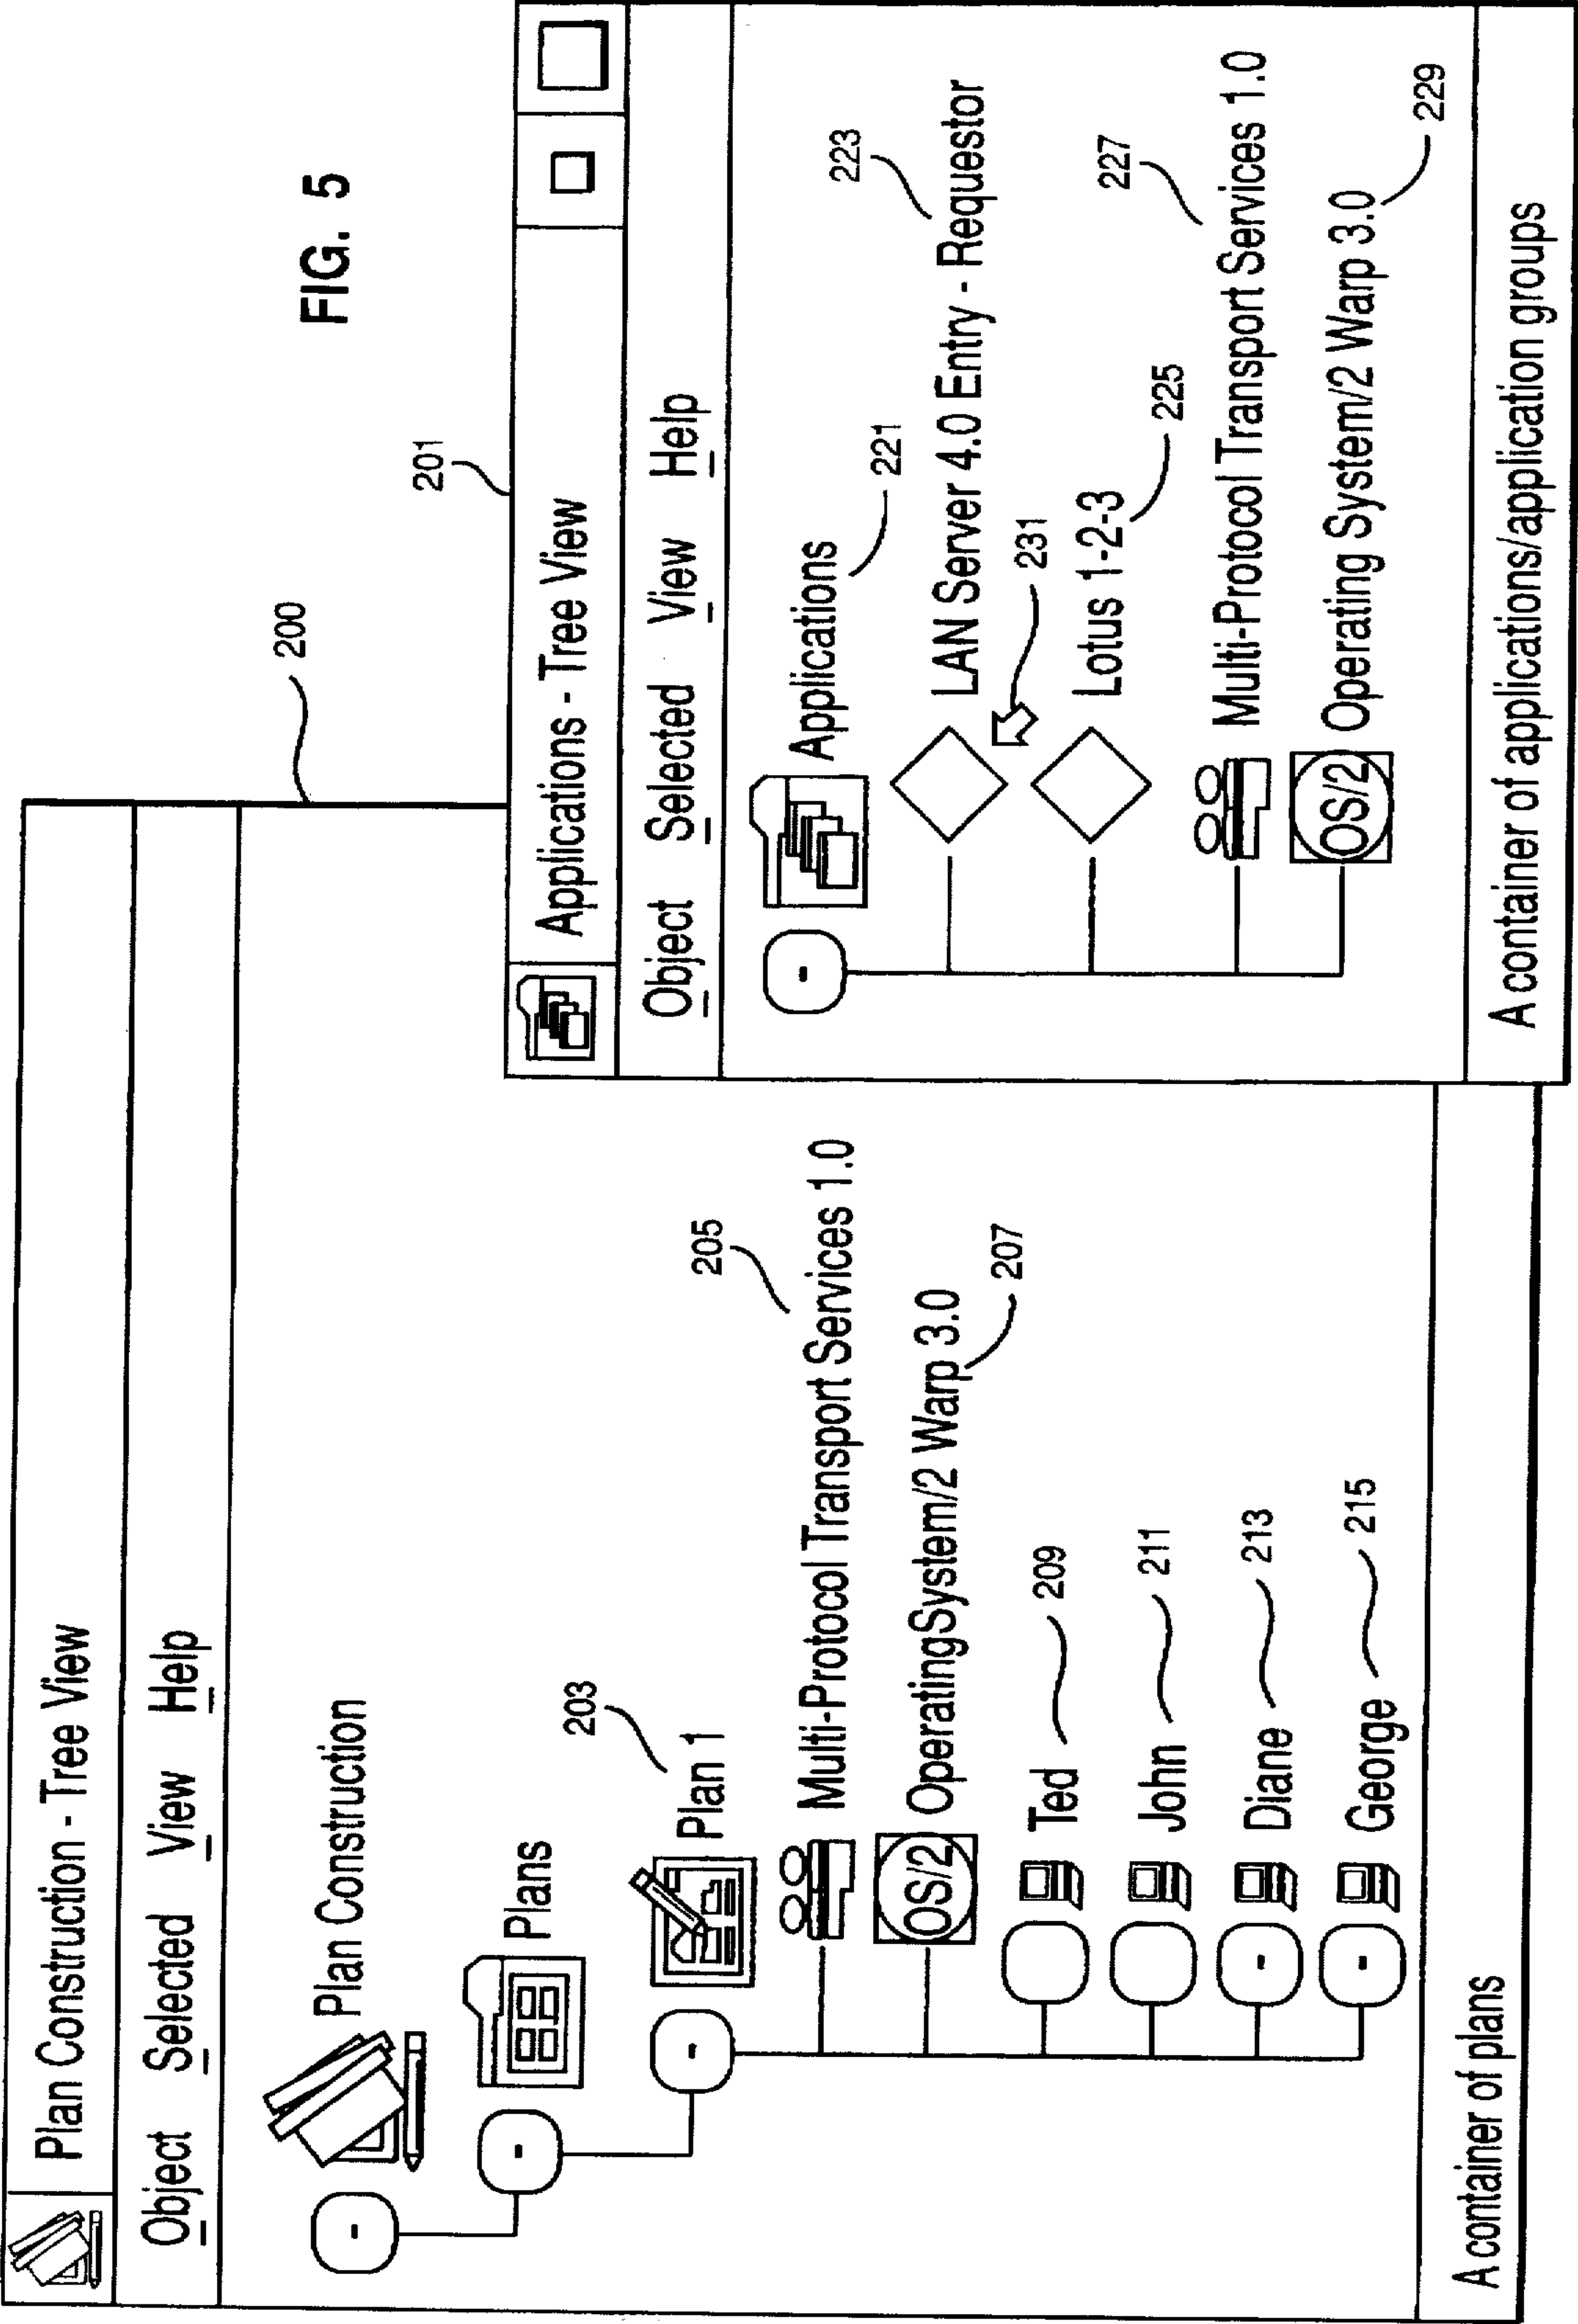 FIG. 5
200
Plan Construction - Tree View
Object Selected View Help
Plan Construction
Plans
203
Plan 1
205
Multi-Protocol Transport Services 1.0
OS/2 OperatingSystem/2 Warp 3.0
207
Ted 209
John 211
Diane 213
George 215
A container of plans
201
Applications - Tree View
Object Selected View Help
Applications
221
223
LAN Server 4.0 Entry - Requestor
231
Lotus 1-2-3
225
227
Multi-Protocol Transport Services 1.0
OS/2 Operating System/2 Warp 3.0
229
A container of applications/application groups